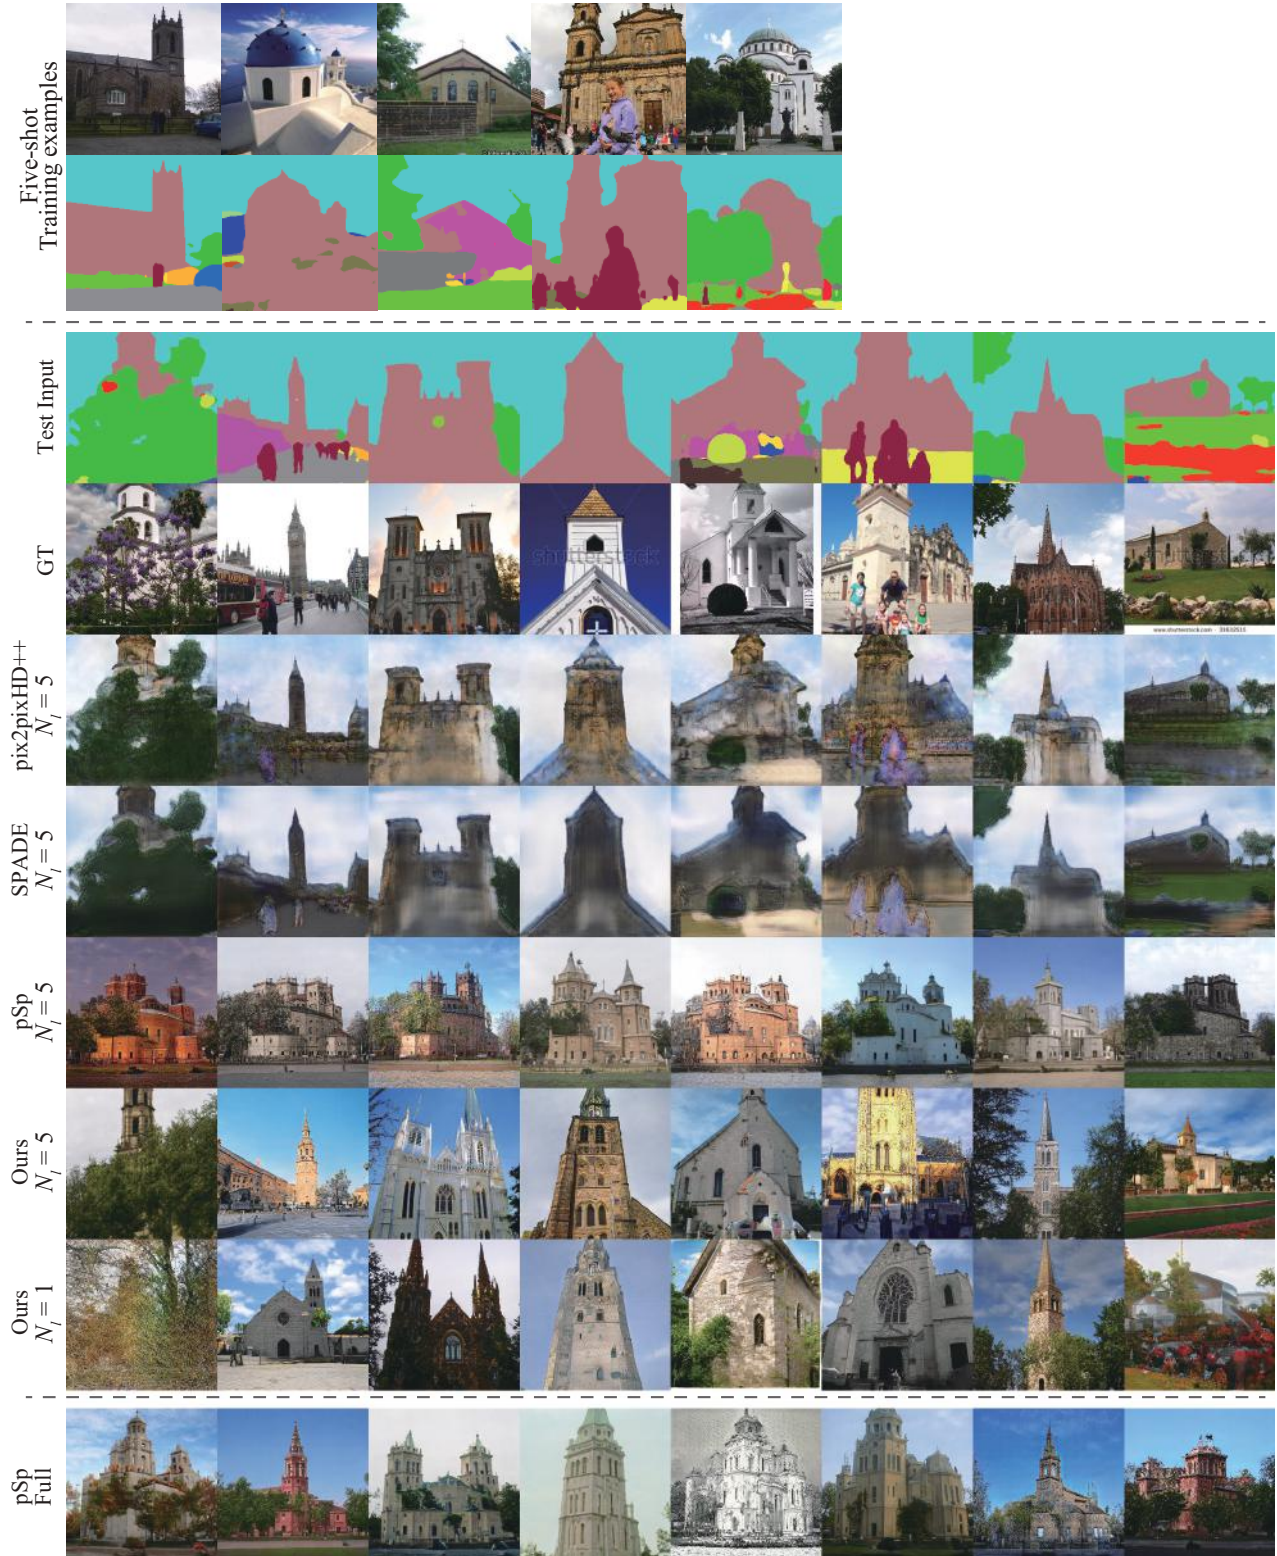 Five-shot
Training examples
Test Input
GT
shutterstock
pix2pixHD++
N_l = 5
SPADE
N_l = 5
pSp
N_l = 5
Ours
N_l = 5
Ours
N_l = 1
pSp
Full